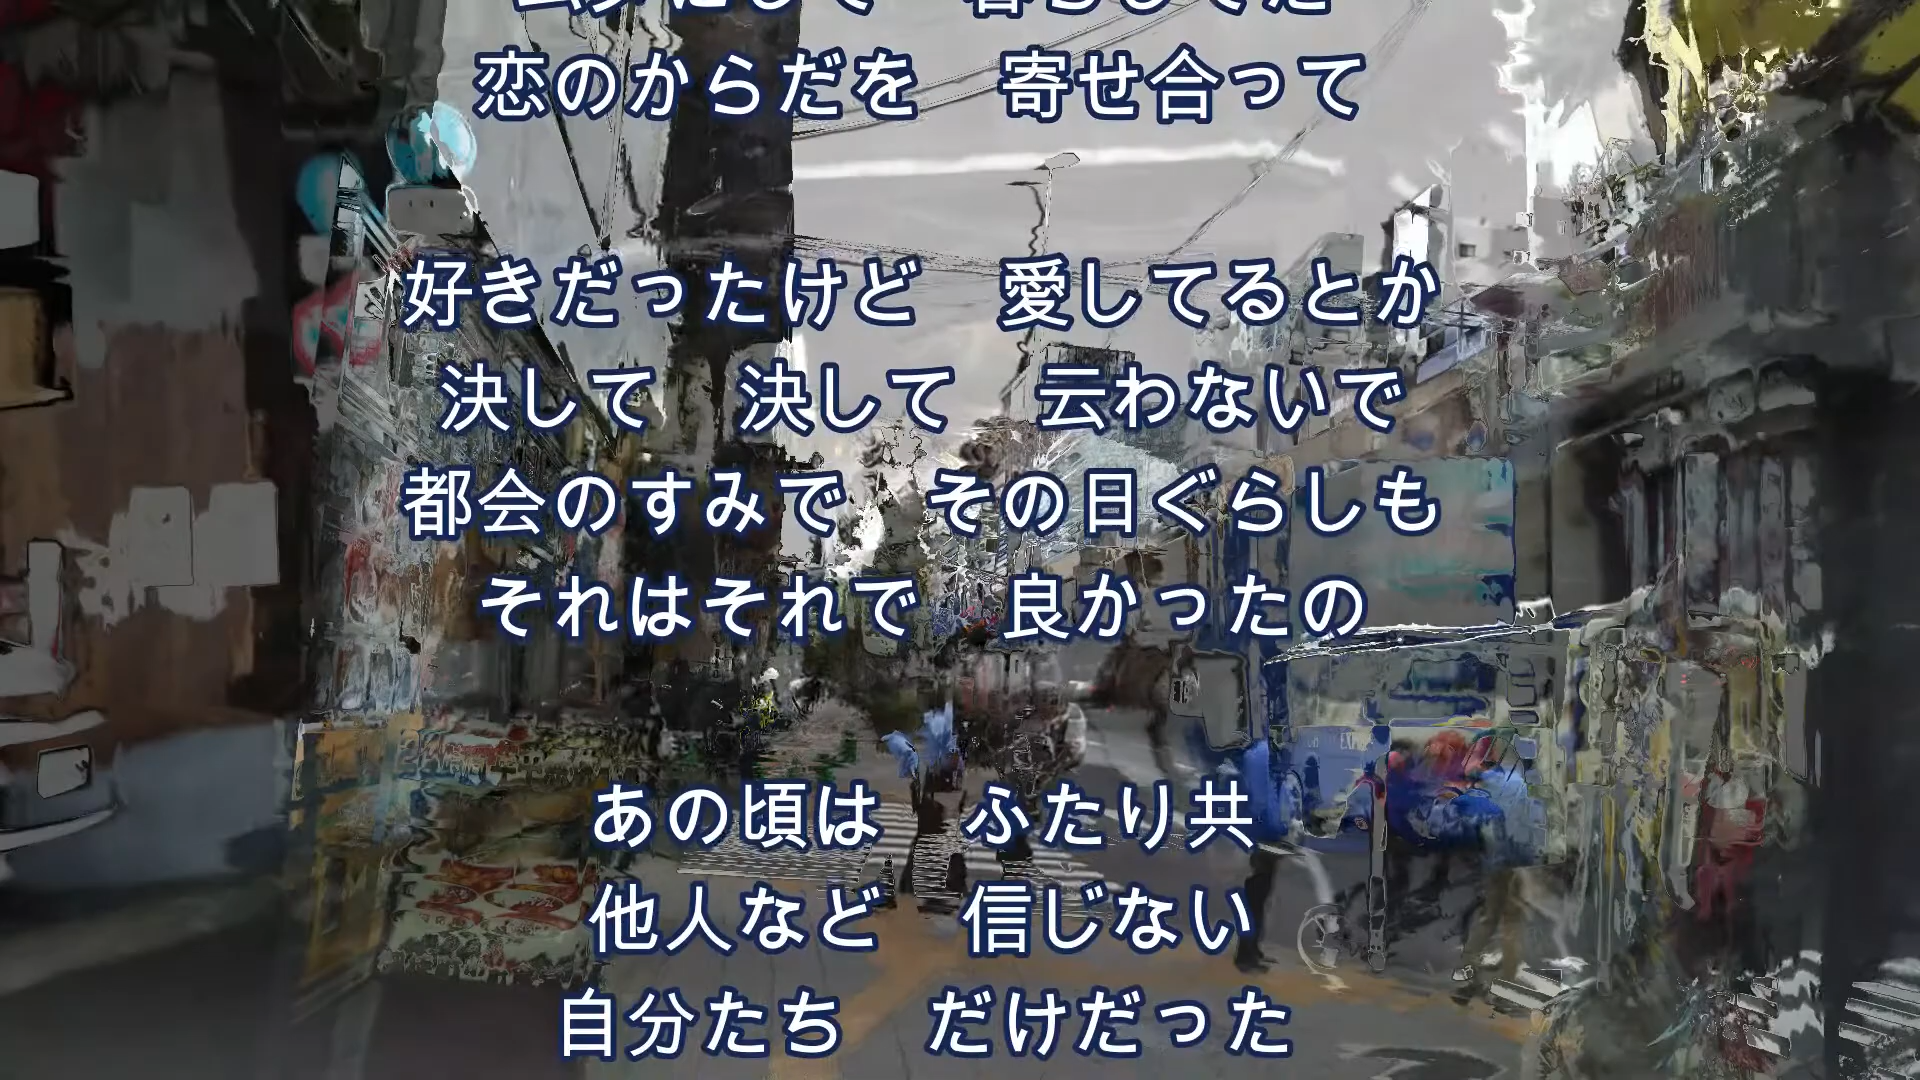 恋のからだを　寄せ合って
好きだったけど　愛してるとか
決して　決して　云わないで
都会のすみで　その日ぐらしも
それはそれで　良かったの
あの頃は　ふたり共
他人など　信じない
自分たち　だけだった